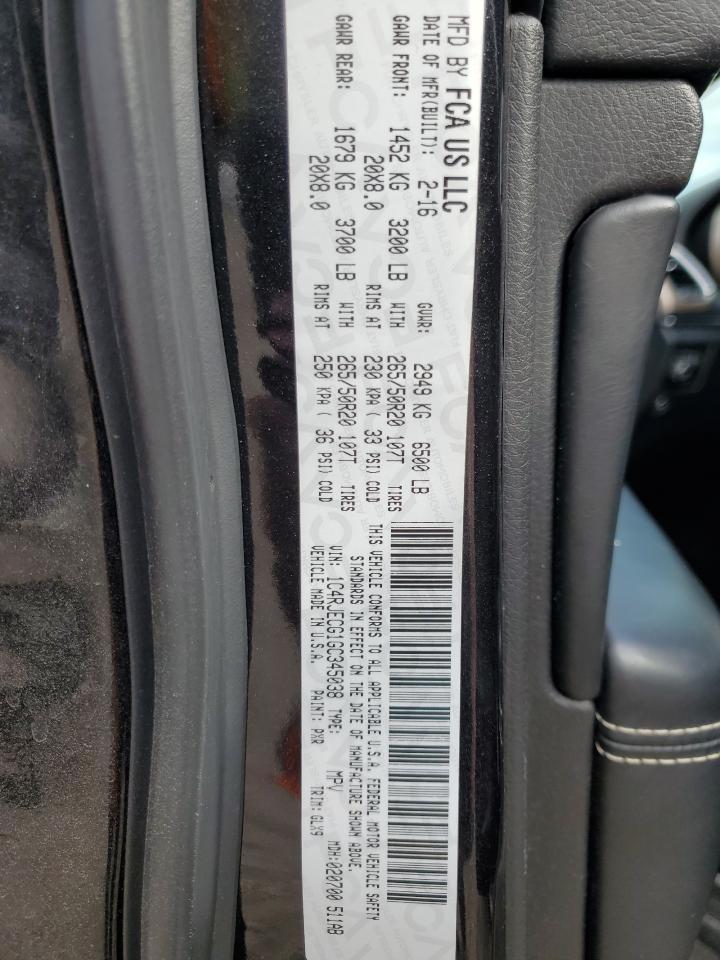 MFD BY FCA US LLC
DATE OF MFR(BUILT): 2-16 GVWR: 2949 KG 6500 LB
GAWR FRONT: 1452 KG 3200 LB WITH 265/50R20 107T TIRES
20X8.0 RIMS AT 230 KPA( 33 PSI) COLD
GAWR REAR: 1679 KG 3700 LB WITH 265/50R20 107T TIRES
20X8.0 RIMS AT 250 KPA( 36 PSI) COLD
THIS VEHICLE CONFORMS TO ALL APPLICABLE U.S.A. FEDERAL MOTOR VEHICLE SAFETY
STANDARDS IN EFFECT ON THE DATE OF MANUFACTURE SHOWN ABOVE.
VIN: 1C4RJECG1GC345038 TYPE: MPV MDH:020700 511AB
VEHICLE MADE IN U.S.A. PAINT: PXR TRIM: GLX9